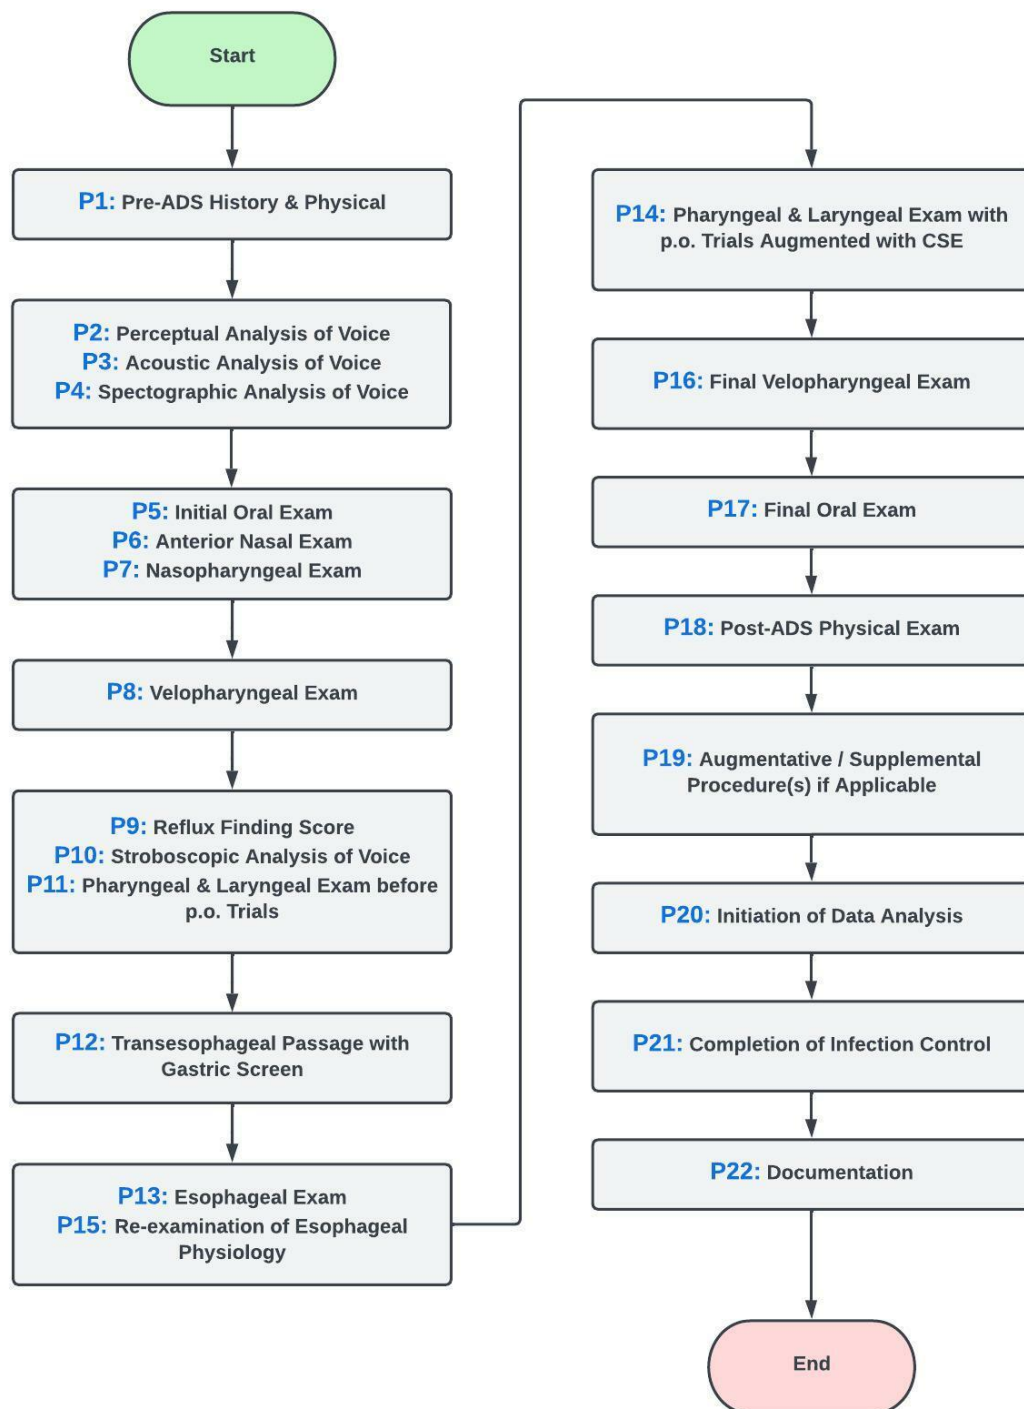 Start
P1: Pre-ADS History & Physical
P2: Perceptual Analysis of Voice
P3: Acoustic Analysis of Voice
P4: Spectographic Analysis of Voice
P5: Initial Oral Exam
P6: Anterior Nasal Exam
P7: Nasopharyngeal Exam
P8: Velopharyngeal Exam
P9: Reflux Finding Score
P10: Stroboscopic Analysis of Voice
P11: Pharyngeal & Laryngeal Exam before
p.o. Trials
P12: Transesophageal Passage with
Gastric Screen
P13: Esophageal Exam
P15: Re-examination of Esophageal
Physiology
P14: Pharyngeal & Laryngeal Exam with
p.o. Trials Augmented with CSE
P16: Final Velopharyngeal Exam
P17: Final Oral Exam
P18: Post-ADS Physical Exam
P19: Augmentative / Supplemental
Procedure(s) if Applicable
P20: Initiation of Data Analysis
P21: Completion of Infection Control
P22: Documentation
End